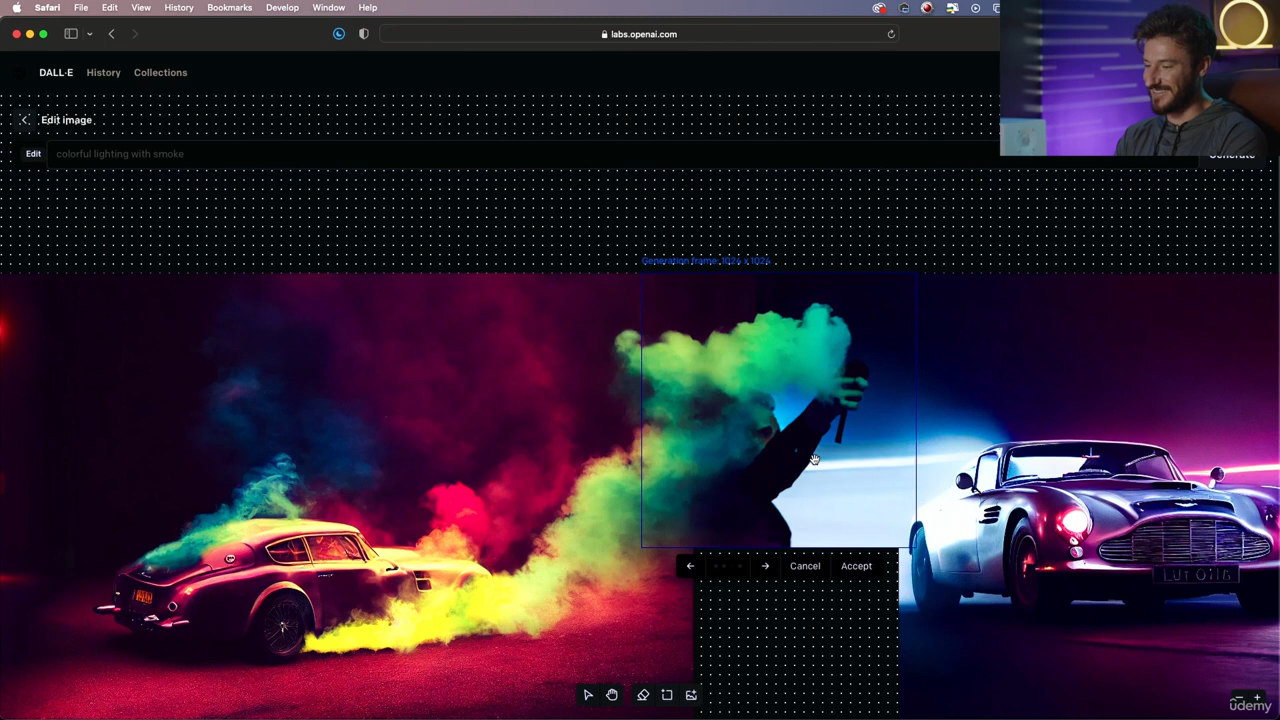 Safari File Edit View History Bookmarks Develop Window Help
labs.openai.com
DALL·E History Collections
Edit image
Edit colorful lighting with smoke Generate
Generation frame: 1024 x 1024
Cancel Accept
udemy